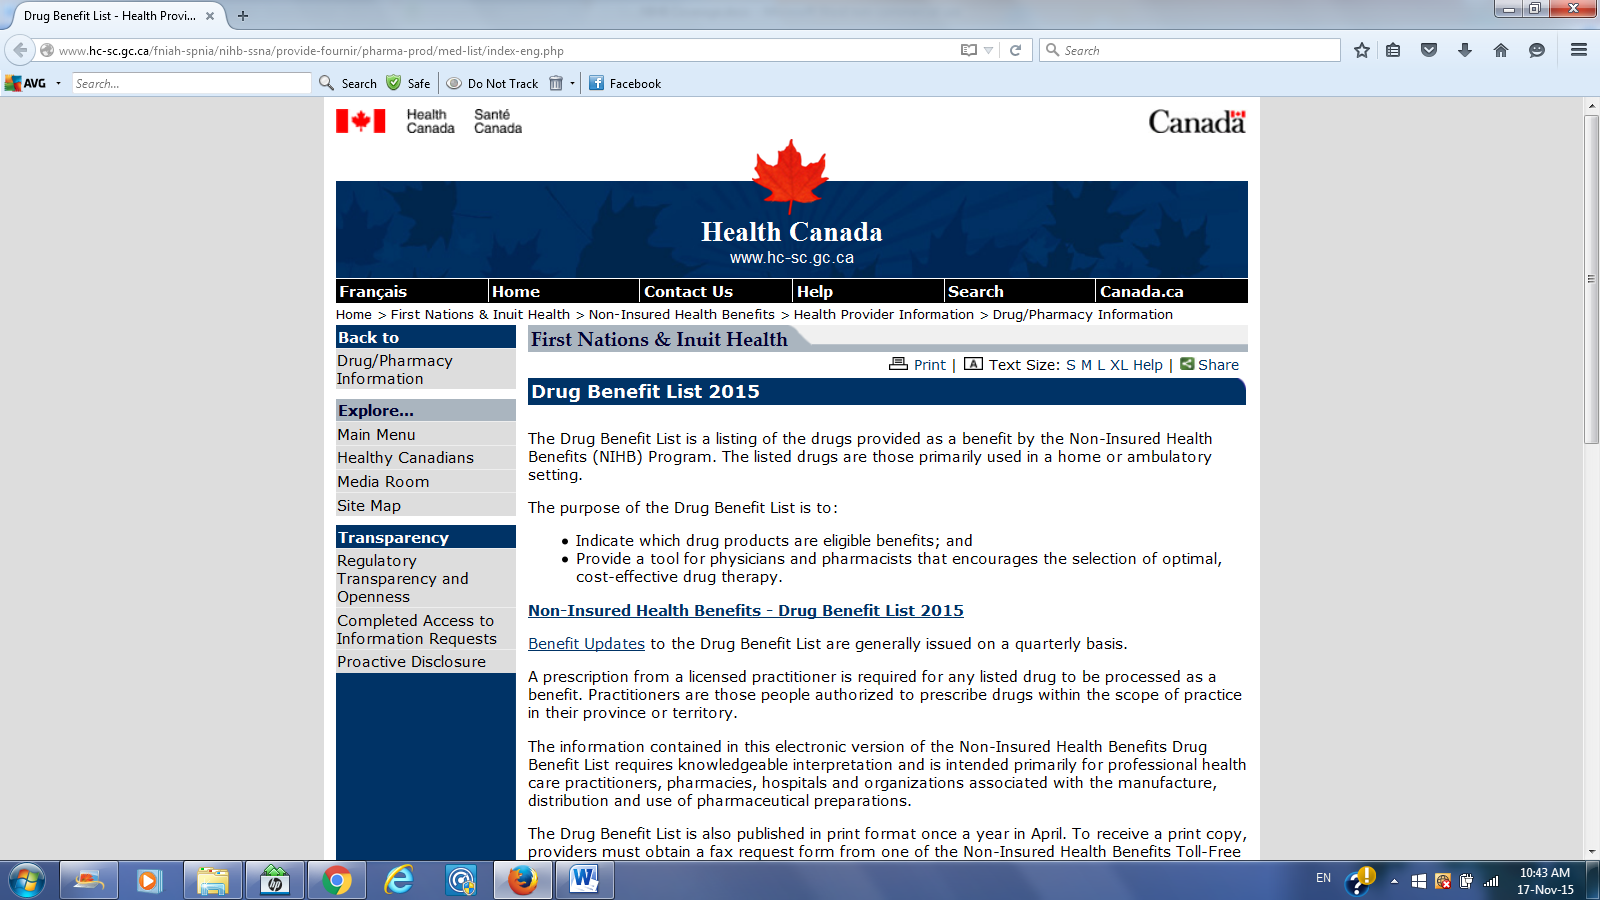 Drug Benefit List - Health Provi...
www.hc-sc.gc.ca/fniah-spnia/nihb-ssna/provide-fournir/pharma-prod/med-list/index-eng.php
Search
AVG
Search...
Search
Safe
Do Not Track
Facebook
Health Canada
Santé Canada
Canada
Health Canada
www.hc-sc.gc.ca
Français Home Contact Us Help Search Canada.ca
Home > First Nations & Inuit Health > Non-Insured Health Benefits > Health Provider Information > Drug/Pharmacy Information
Back to
Drug/Pharmacy
Information
Explore...
Main Menu
Healthy Canadians
Media Room
Site Map
Transparency
Regulatory
Transparency and
Openness
Completed Access to
Information Requests
Proactive Disclosure
First Nations & Inuit Health
Print | A Text Size: S M L XL Help | Share
Drug Benefit List 2015
The Drug Benefit List is a listing of the drugs provided as a benefit by the Non-Insured Health
Benefits (NIHB) Program. The listed drugs are those primarily used in a home or ambulatory
setting.
The purpose of the Drug Benefit List is to:
• Indicate which drug products are eligible benefits; and
• Provide a tool for physicians and pharmacists that encourages the selection of optimal,
cost-effective drug therapy.
Non-Insured Health Benefits - Drug Benefit List 2015
Benefit Updates to the Drug Benefit List are generally issued on a quarterly basis.
A prescription from a licensed practitioner is required for any listed drug to be processed as a
benefit. Practitioners are those people authorized to prescribe drugs within the scope of practice
in their province or territory.
The information contained in this electronic version of the Non-Insured Health Benefits Drug
Benefit List requires knowledgeable interpretation and is intended primarily for professional health
care practitioners, pharmacies, hospitals and organizations associated with the manufacture,
distribution and use of pharmaceutical preparations.
The Drug Benefit List is also published in print format once a year in April. To receive a print copy,
providers must obtain a fax request form from one of the Non-Insured Health Benefits Toll-Free
EN
10:43 AM
17-Nov-15